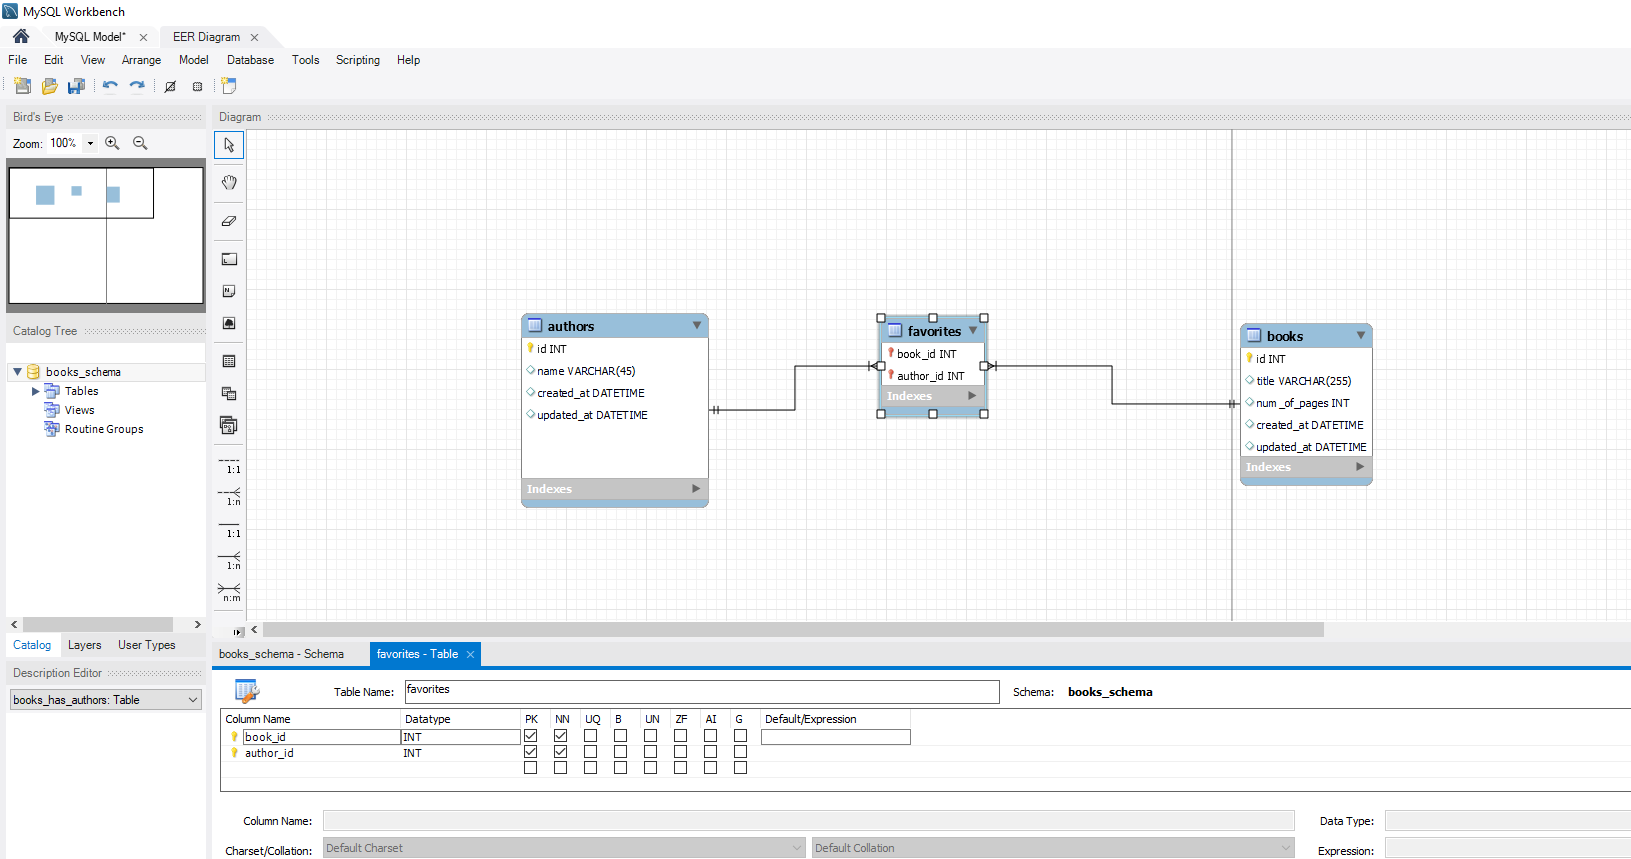 MySQL Workbench
MySQL Model*
EER Diagram
File Edit View Arrange Model Database Tools Scripting Help
Bird's Eye
Zoom: 100%
Diagram
Catalog Tree
books_schema
Tables
Views
Routine Groups
1:1
1:n
1:1
1:n
n:m
authors
id INT
name VARCHAR(45)
created_at DATETIME
updated_at DATETIME
Indexes
favorites
book_id INT
author_id INT
Indexes
books
id INT
title VARCHAR(255)
num _of_pages INT
created_at DATETIME
updated_at DATETIME
Indexes
Catalog Layers User Types
Description Editor
books_has_authors: Table
books_schema - Schema
favorites - Table
Table Name: favorites Schema: books_schema
Column Name Datatype PK NN UQ B UN ZF AI G Default/Expression
book_id INT
author_id INT
Column Name: Data Type:
Charset/Collation: Default Charset Default Collation Expression: